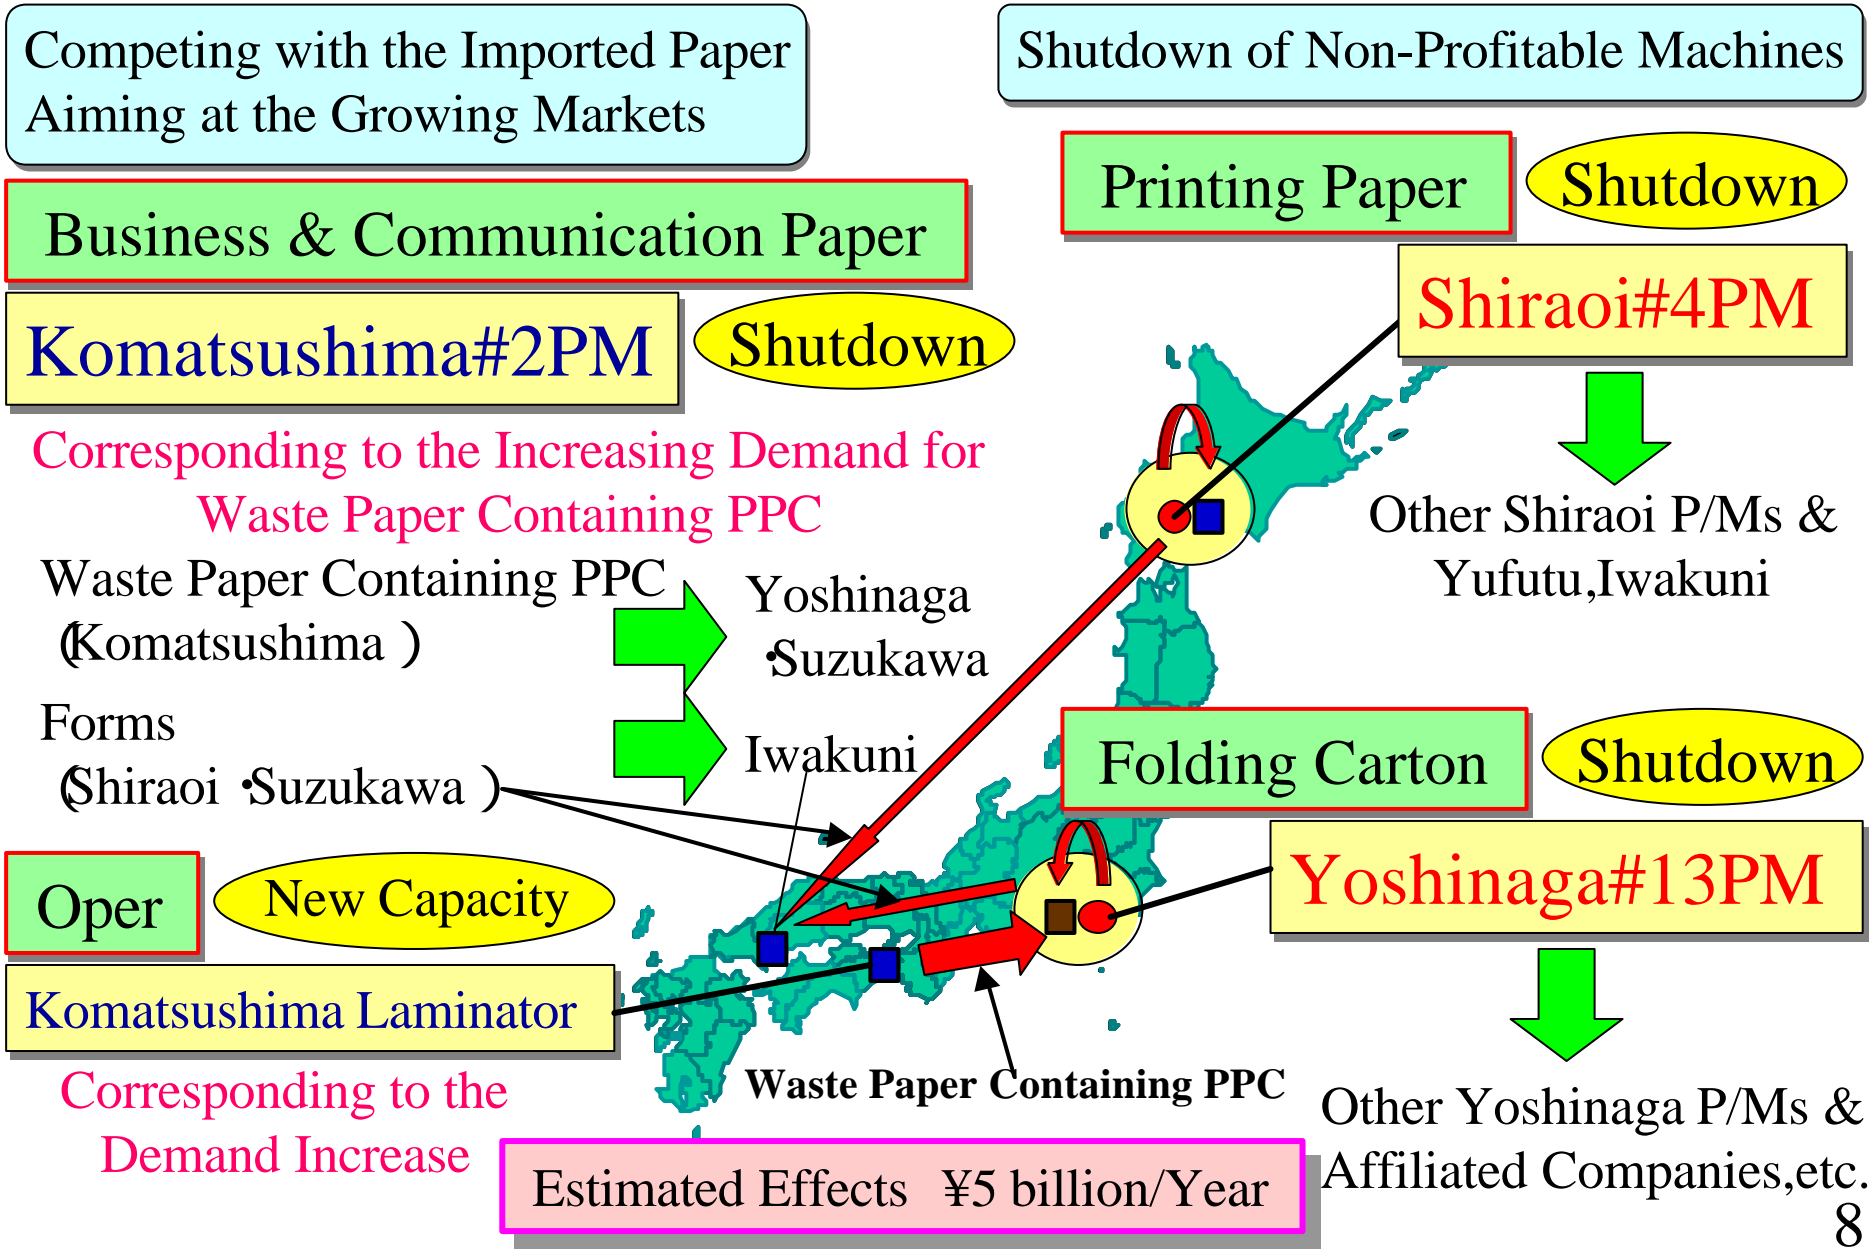 Competing with the Imported Paper
Aiming at the Growing Markets
Business & Communication Paper
Komatsushima#2PM
Shutdown
Corresponding to the Increasing Demand for
Waste Paper Containing PPC
Waste Paper Containing PPC
(Komatsushima)
Yoshinaga
・Suzukawa
Forms
(Shiraoi・Suzukawa)
Iwakuni
Oper
New Capacity
Komatsushima Laminator
Corresponding to the
Demand Increase
Waste Paper Containing PPC
Estimated Effects ¥5 billion/Year
Shutdown of Non-Profitable Machines
Printing Paper
Shutdown
Shiraoi#4PM
Other Shiraoi P/Ms &
Yufutu,Iwakuni
Folding Carton
Shutdown
Yoshinaga#13PM
Other Yoshinaga P/Ms &
Affiliated Companies,etc.
8